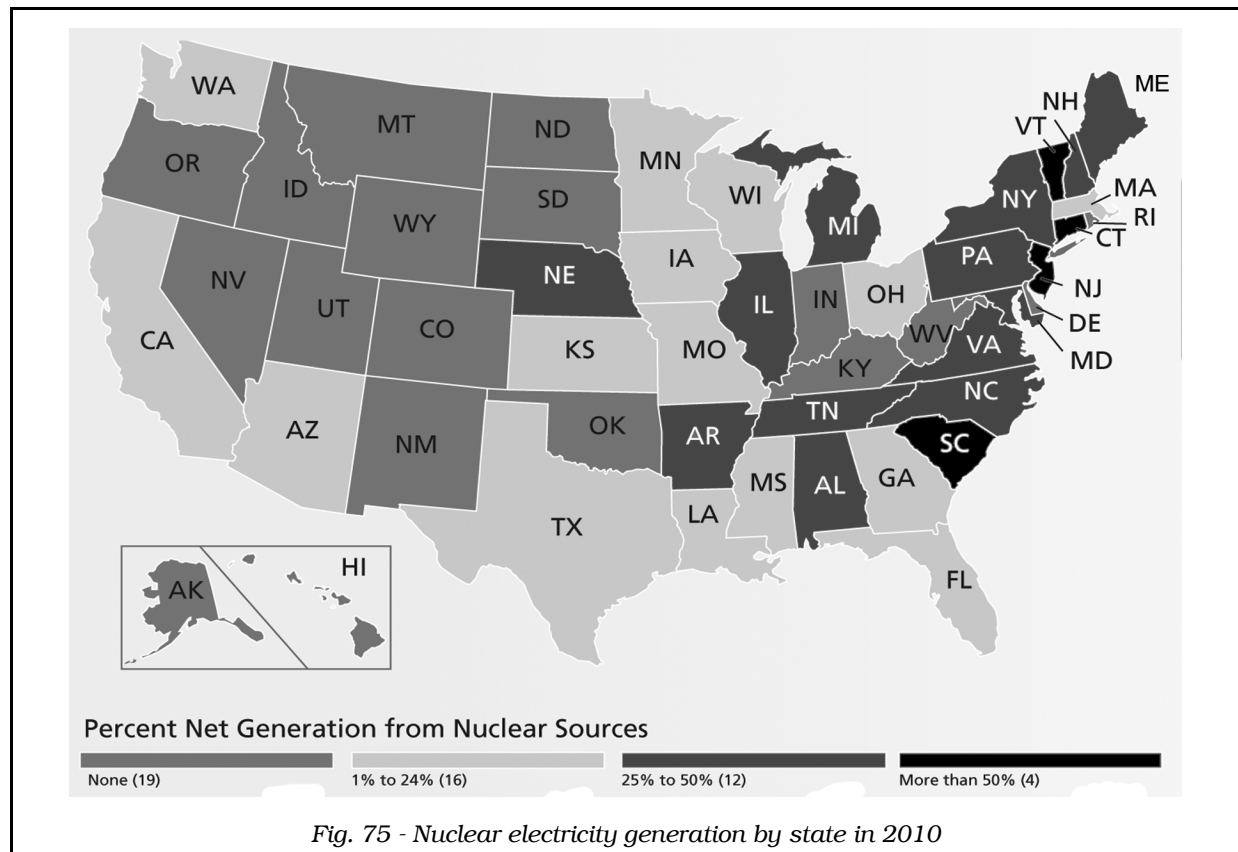 WA
MT
ND
MN
OR
ID
SD
WI
WY
MI
NY
VT
NH
ME
MA
RI
CT
NE
IA
PA
NV
UT
CO
IL
IN
OH
NJ
DE
MD
CA
KS
MO
WV
VA
KY
AZ
NM
OK
AR
TN
NC
SC
MS
AL
GA
TX
LA
FL
AK
HI
Percent Net Generation from Nuclear Sources
None (19)
1% to 24% (16)
25% to 50% (12)
More than 50% (4)
Fig. 75 - Nuclear electricity generation by state in 2010